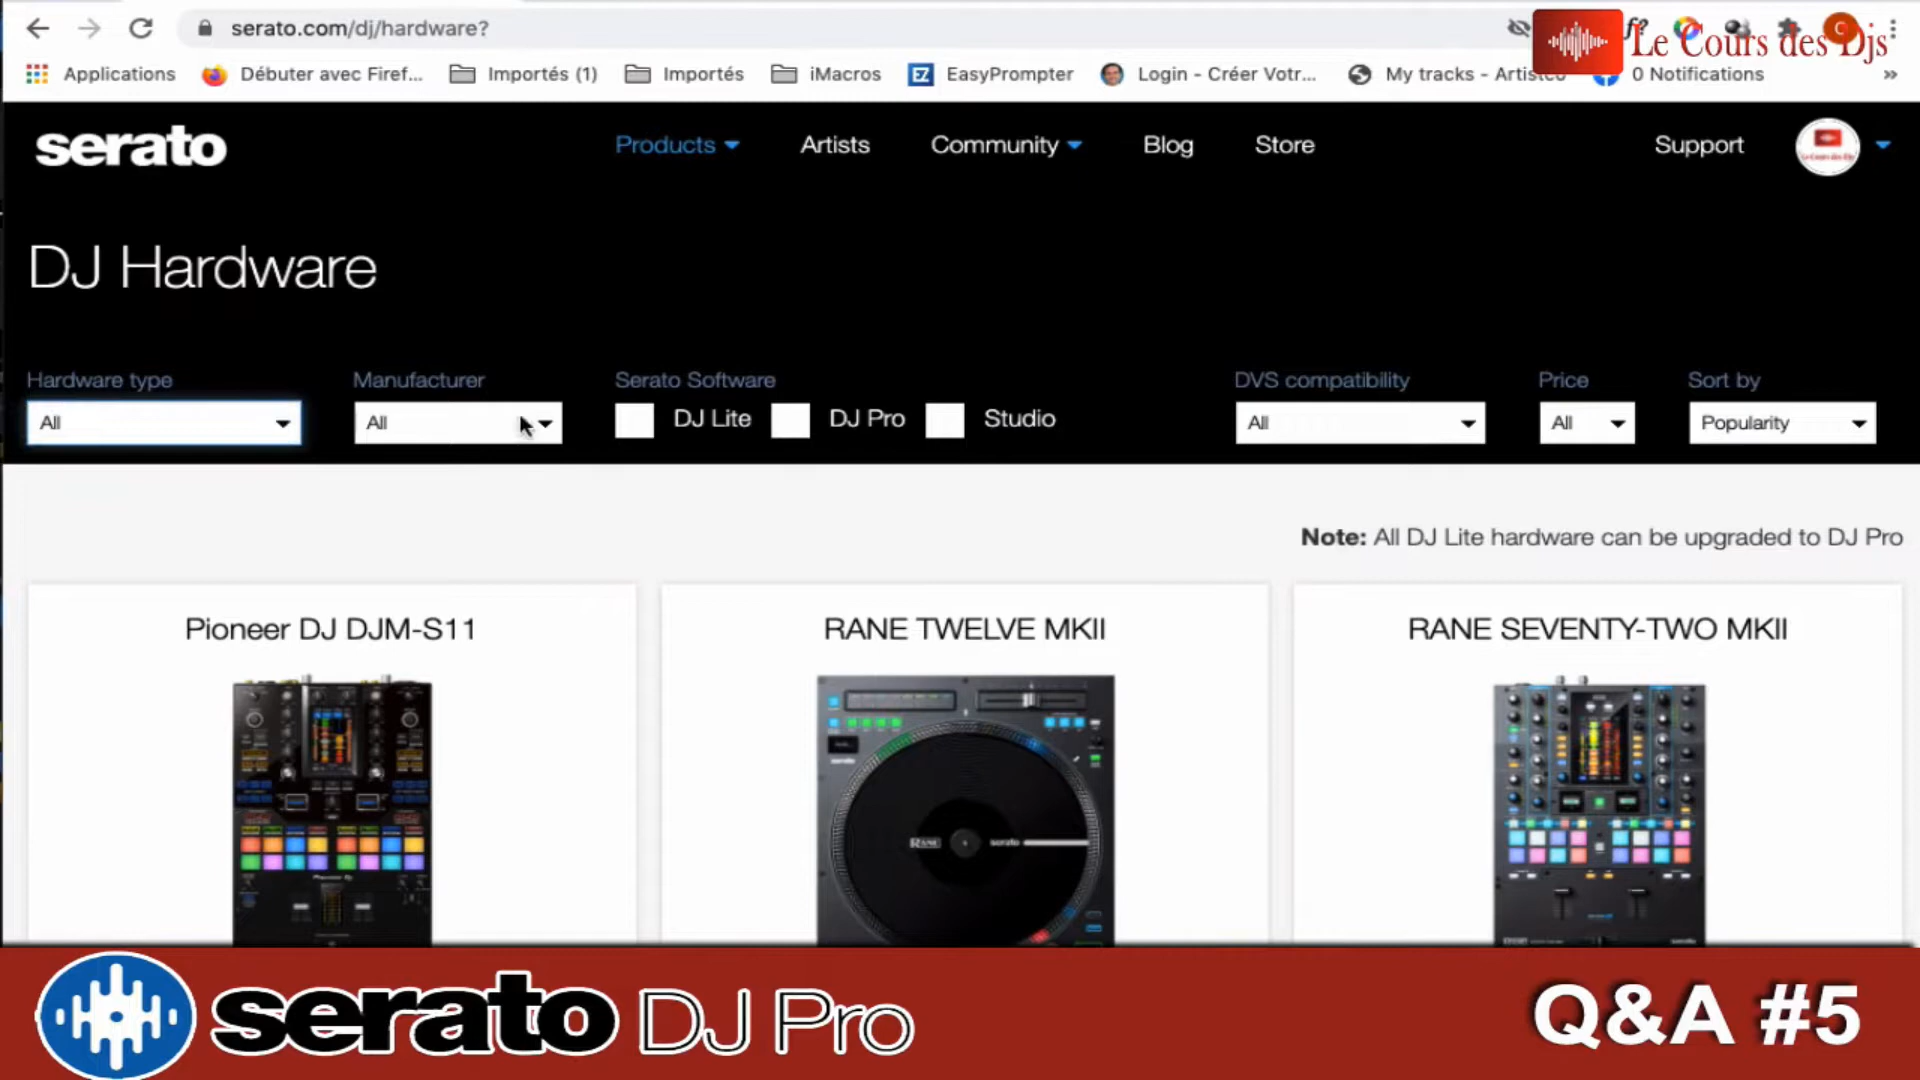 serato.com/dj/hardware?
Le Cours des Djs
Applications
Débuter avec Firef...
Importés (1)
Importés
iMacros
EZ
EasyPrompter
Login - Créer Votr...
My tracks - Artistco
0 Notifications
serato
Products
Artists
Community
Blog
Store
Support
DJ Hardware
Hardware type
Manufacturer
Serato Software
DVS compatibility
Price
Sort by
All
All
DJ Lite
DJ Pro
Studio
All
All
Popularity
Note: All DJ Lite hardware can be upgraded to DJ Pro
Pioneer DJ DJM-S11
RANE TWELVE MKII
RANE SEVENTY-TWO MKII
RANE
serato
serato DJ Pro
Q&A #5